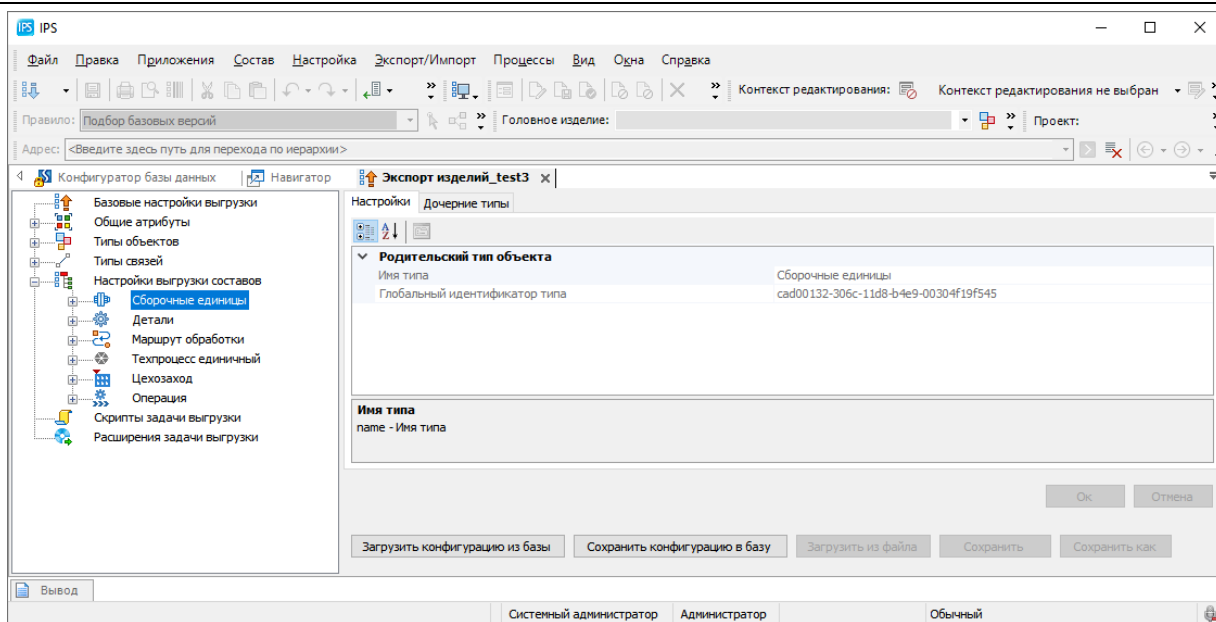 IPS IPS
Файл Правка Приложения Состав Настройка Экспорт/Импорт Процессы Вид Окна Справка
Контекст редактирования: Контекст редактирования не выбран
Правило: Подбор базовых версий Головное изделие: Проект:
Адрес: <Введите здесь путь для перехода по иерархии>
Конфигуратор базы данных Навигатор Экспорт изделий_test3
Базовые настройки выгрузки
Общие атрибуты
Типы объектов
Типы связей
Настройки выгрузки составов
Сборочные единицы
Детали
Маршрут обработки
Техпроцесс единичный
Цехозаход
Операция
Скрипты задачи выгрузки
Расширения задачи выгрузки
Настройки Дочерние типы
Родительский тип объекта
Имя типа Сборочные единицы
Глобальный идентификатор типа cad00132-306c-11d8-b4e9-00304f19f545
Имя типа
name - Имя типа
Ок Отмена
Загрузить конфигурацию из базы Сохранить конфигурацию в базу Загрузить из файла Сохранить Сохранить как
Вывод
Системный администратор Администратор Обычный